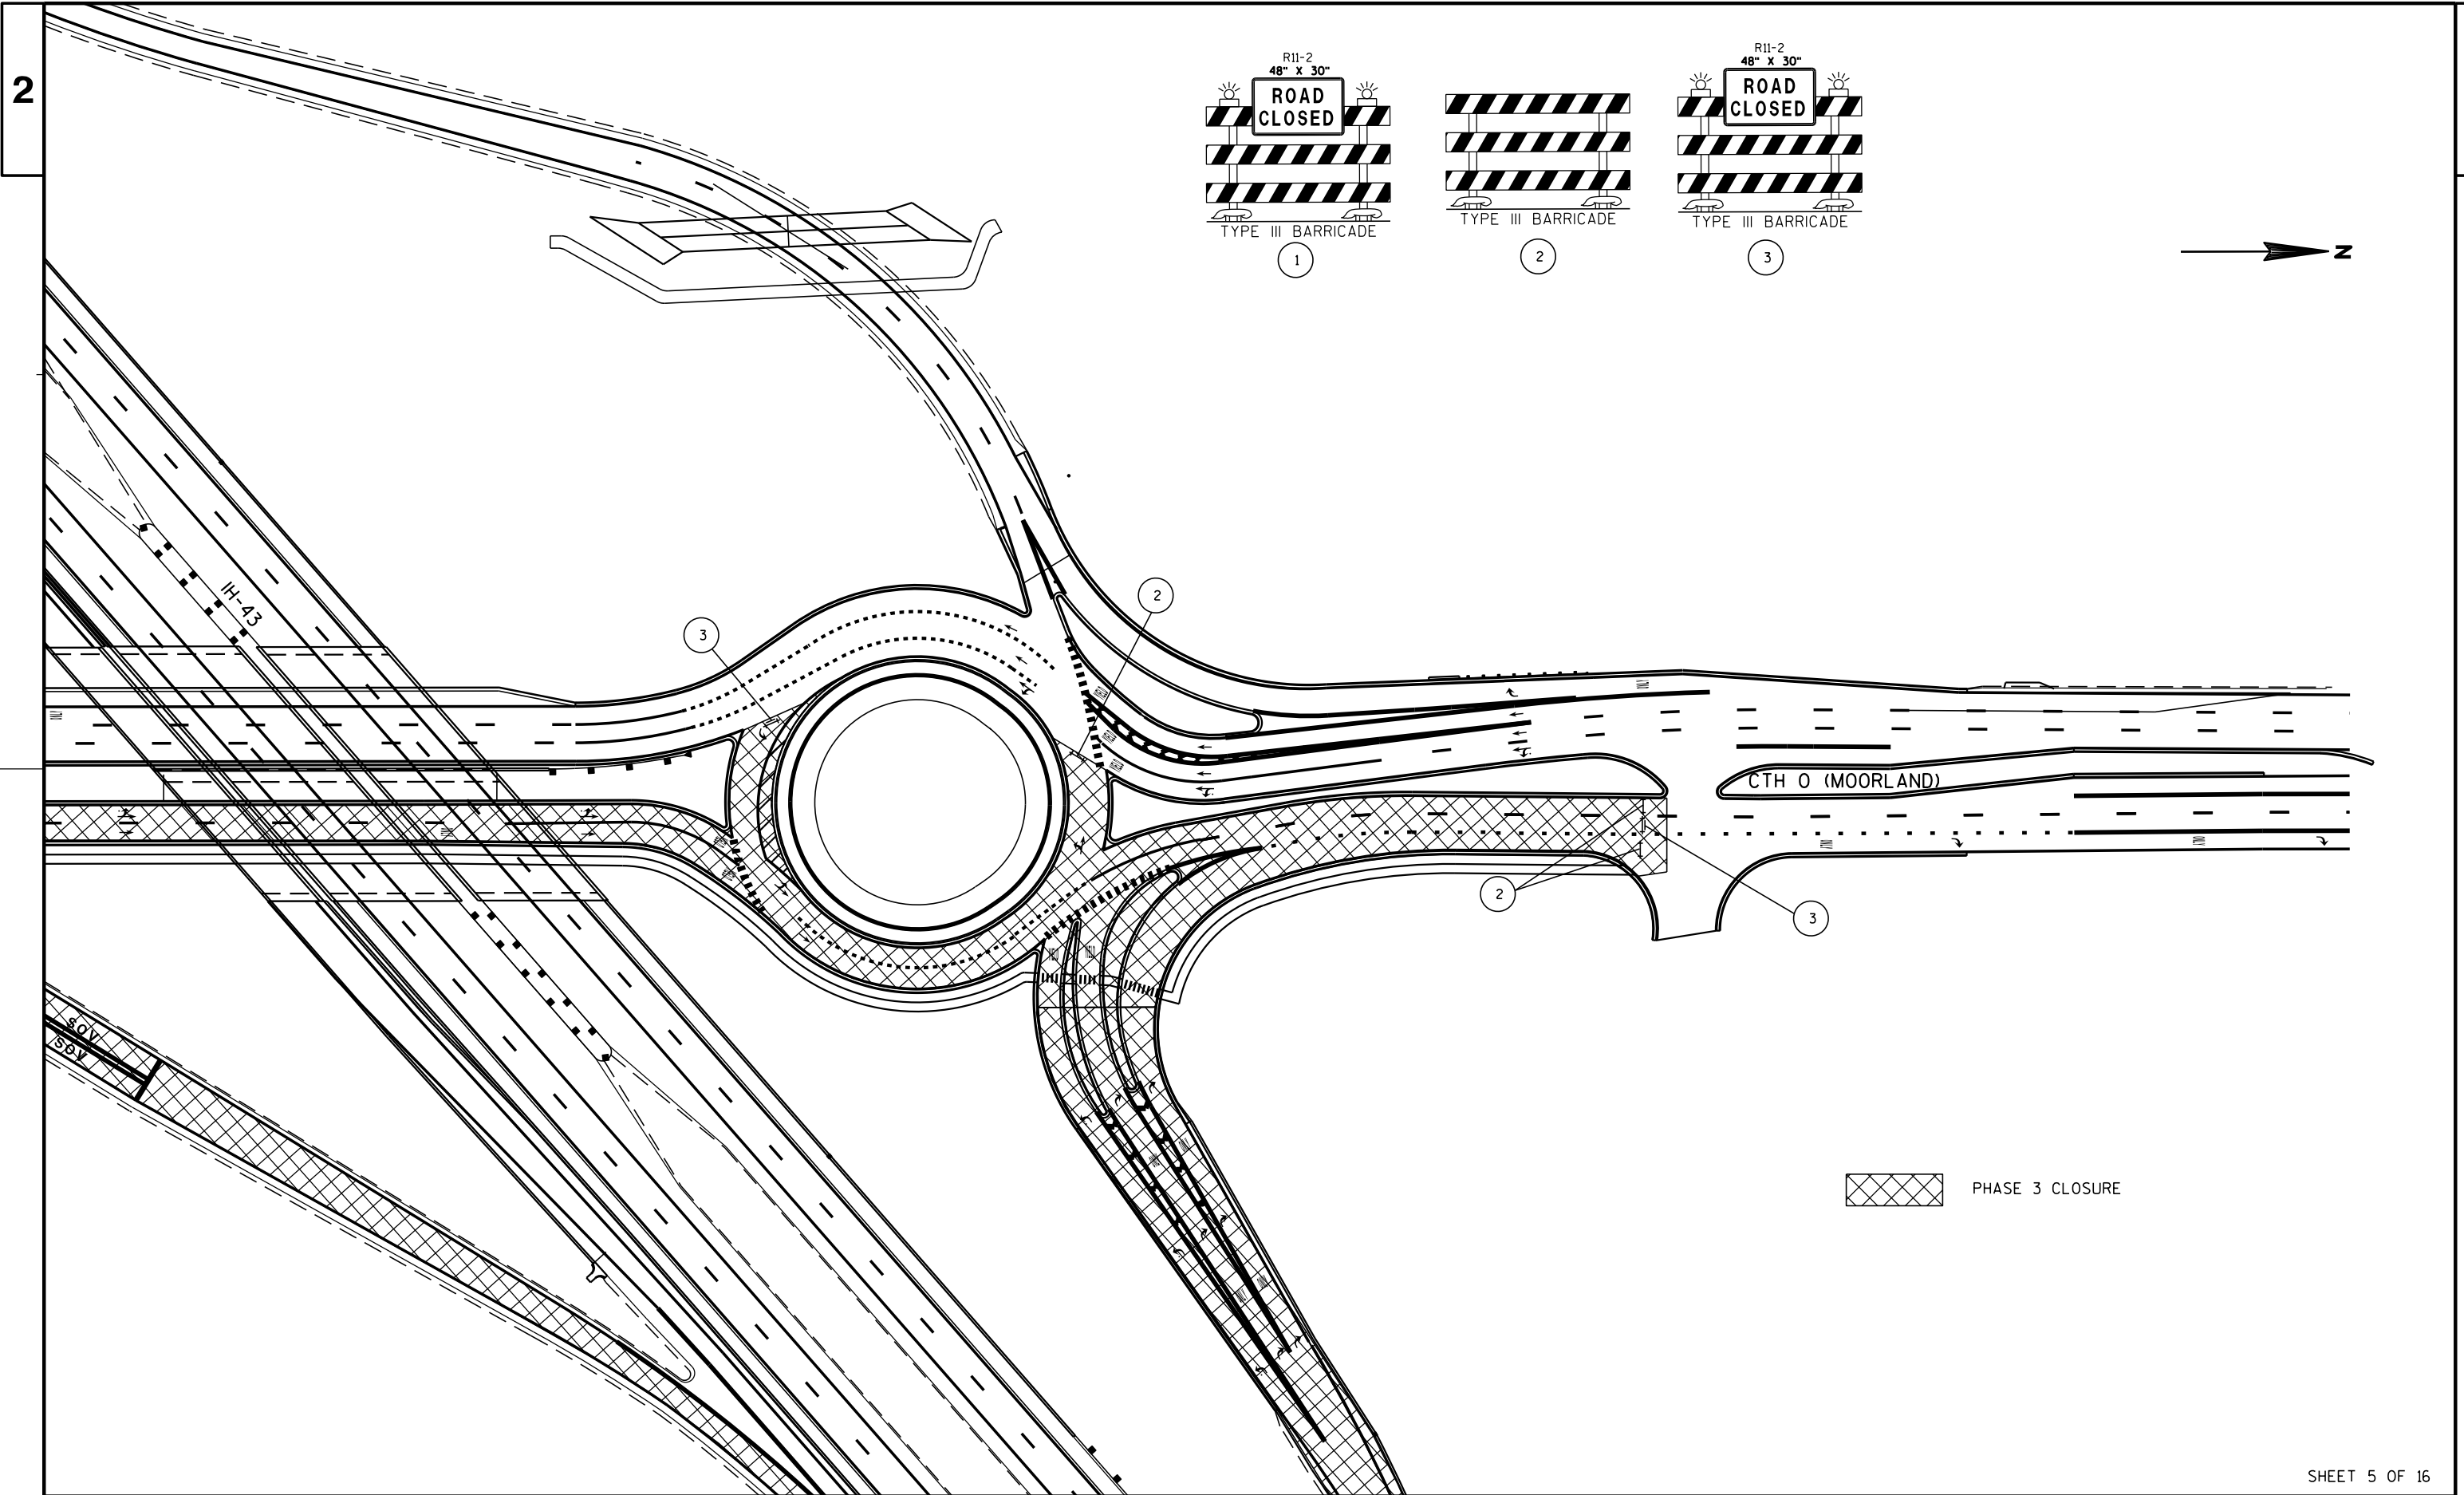 2
R11-2
48" X 30"
ROAD
CLOSED
TYPE III BARRICADE
1
TYPE III BARRICADE
2
R11-2
48" X 30"
ROAD
CLOSED
TYPE III BARRICADE
3
N
IH-43
3
2
CTH O (MOORLAND)
2
3
PHASE 3 CLOSURE
SHEET 5 OF 16